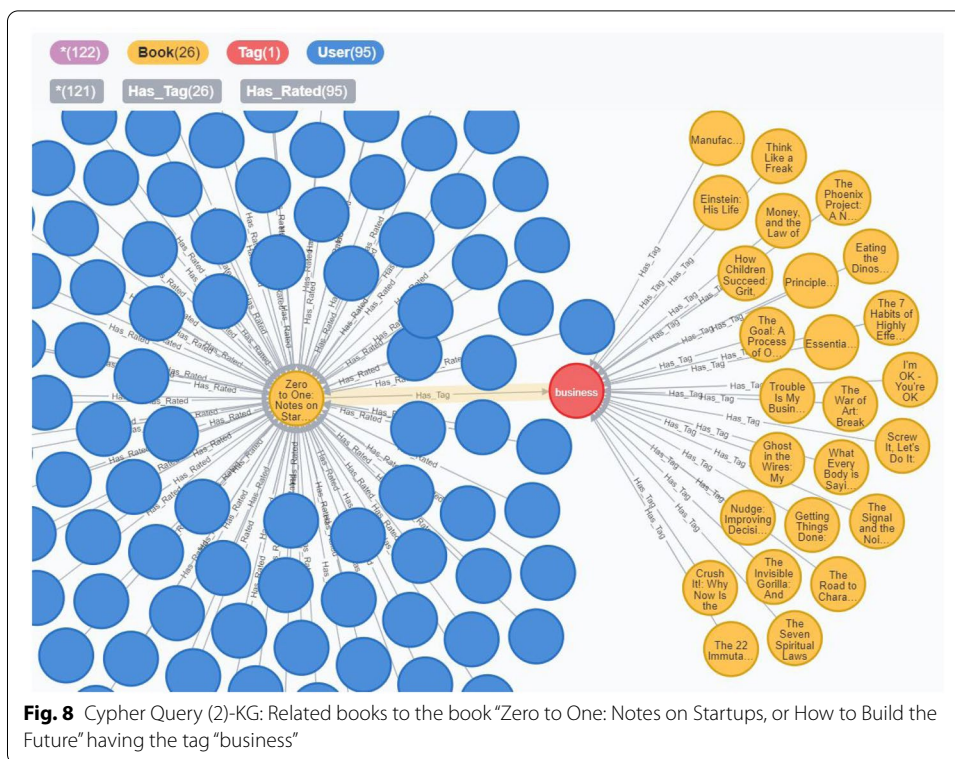 *(122) Book(26) Tag(1) User(95)
*(121) Has_Tag(26) Has_Rated(95)
Zero
to One:
Notes on
Star...
Has_Rated
Has_Tag
business
Manufac...
Think
Like a
Freak
Einstein:
His Life
Money,
and the
Law of
The
Phoenix
Project:
A N...
How
Children
Succeed:
Grit,
Principle...
Eating
the
Dinos...
The
Goal: A
Process
of O...
Essentia...
The 7
Habits of
Highly
Effe...
I'm
OK -
You're
OK
Trouble
Is My
Busin...
The
War of
Art:
Break
Screw
It, Let's
Do It:
Ghost
in the
Wires:
My
What
Every
Body is
Sayi...
The
Signal
and the
Noi...
Nudge:
Improving
Decisi...
Getting
Things
Done:
Crush
It!: Why
Now Is
the
The
Invisible
Gorilla:
And
The
Road to
Chara...
The 22
Immuta...
The
Seven
Spiritual
Laws
Fig. 8 Cypher Query (2)-KG: Related books to the book “Zero to One: Notes on Startups, or How to Build the
Future” having the tag “business”